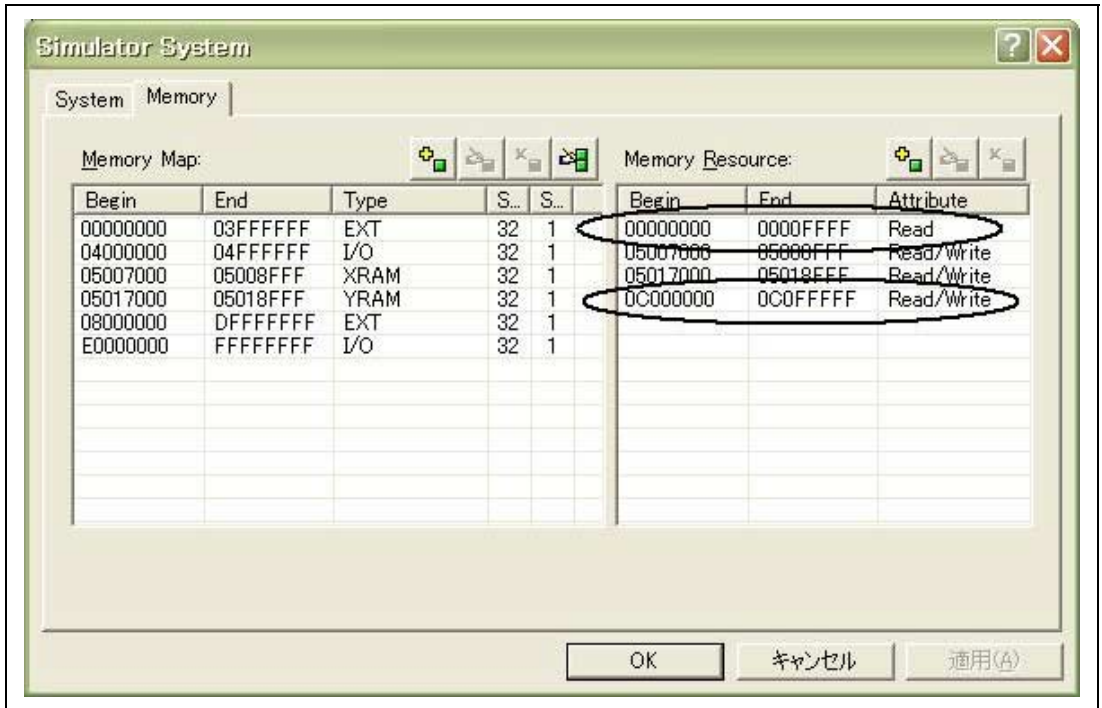 Simulator System
System Memory
Memory Map: Memory Resource:
Begin End Type S... S... Begin End Attribute
00000000 03FFFFFF EXT 32 1 00000000 0000FFFF Read
04000000 04FFFFFF I/O 32 1 05007000 05008FFF Read/Write
05007000 05008FFF XRAM 32 1 05017000 05018FFF Read/Write
05017000 05018FFF YRAM 32 1 0C000000 0C0FFFFF Read/Write
08000000 DFFFFFFF EXT 32 1
E0000000 FFFFFFFF I/O 32 1
OK キャンセル 適用(A)